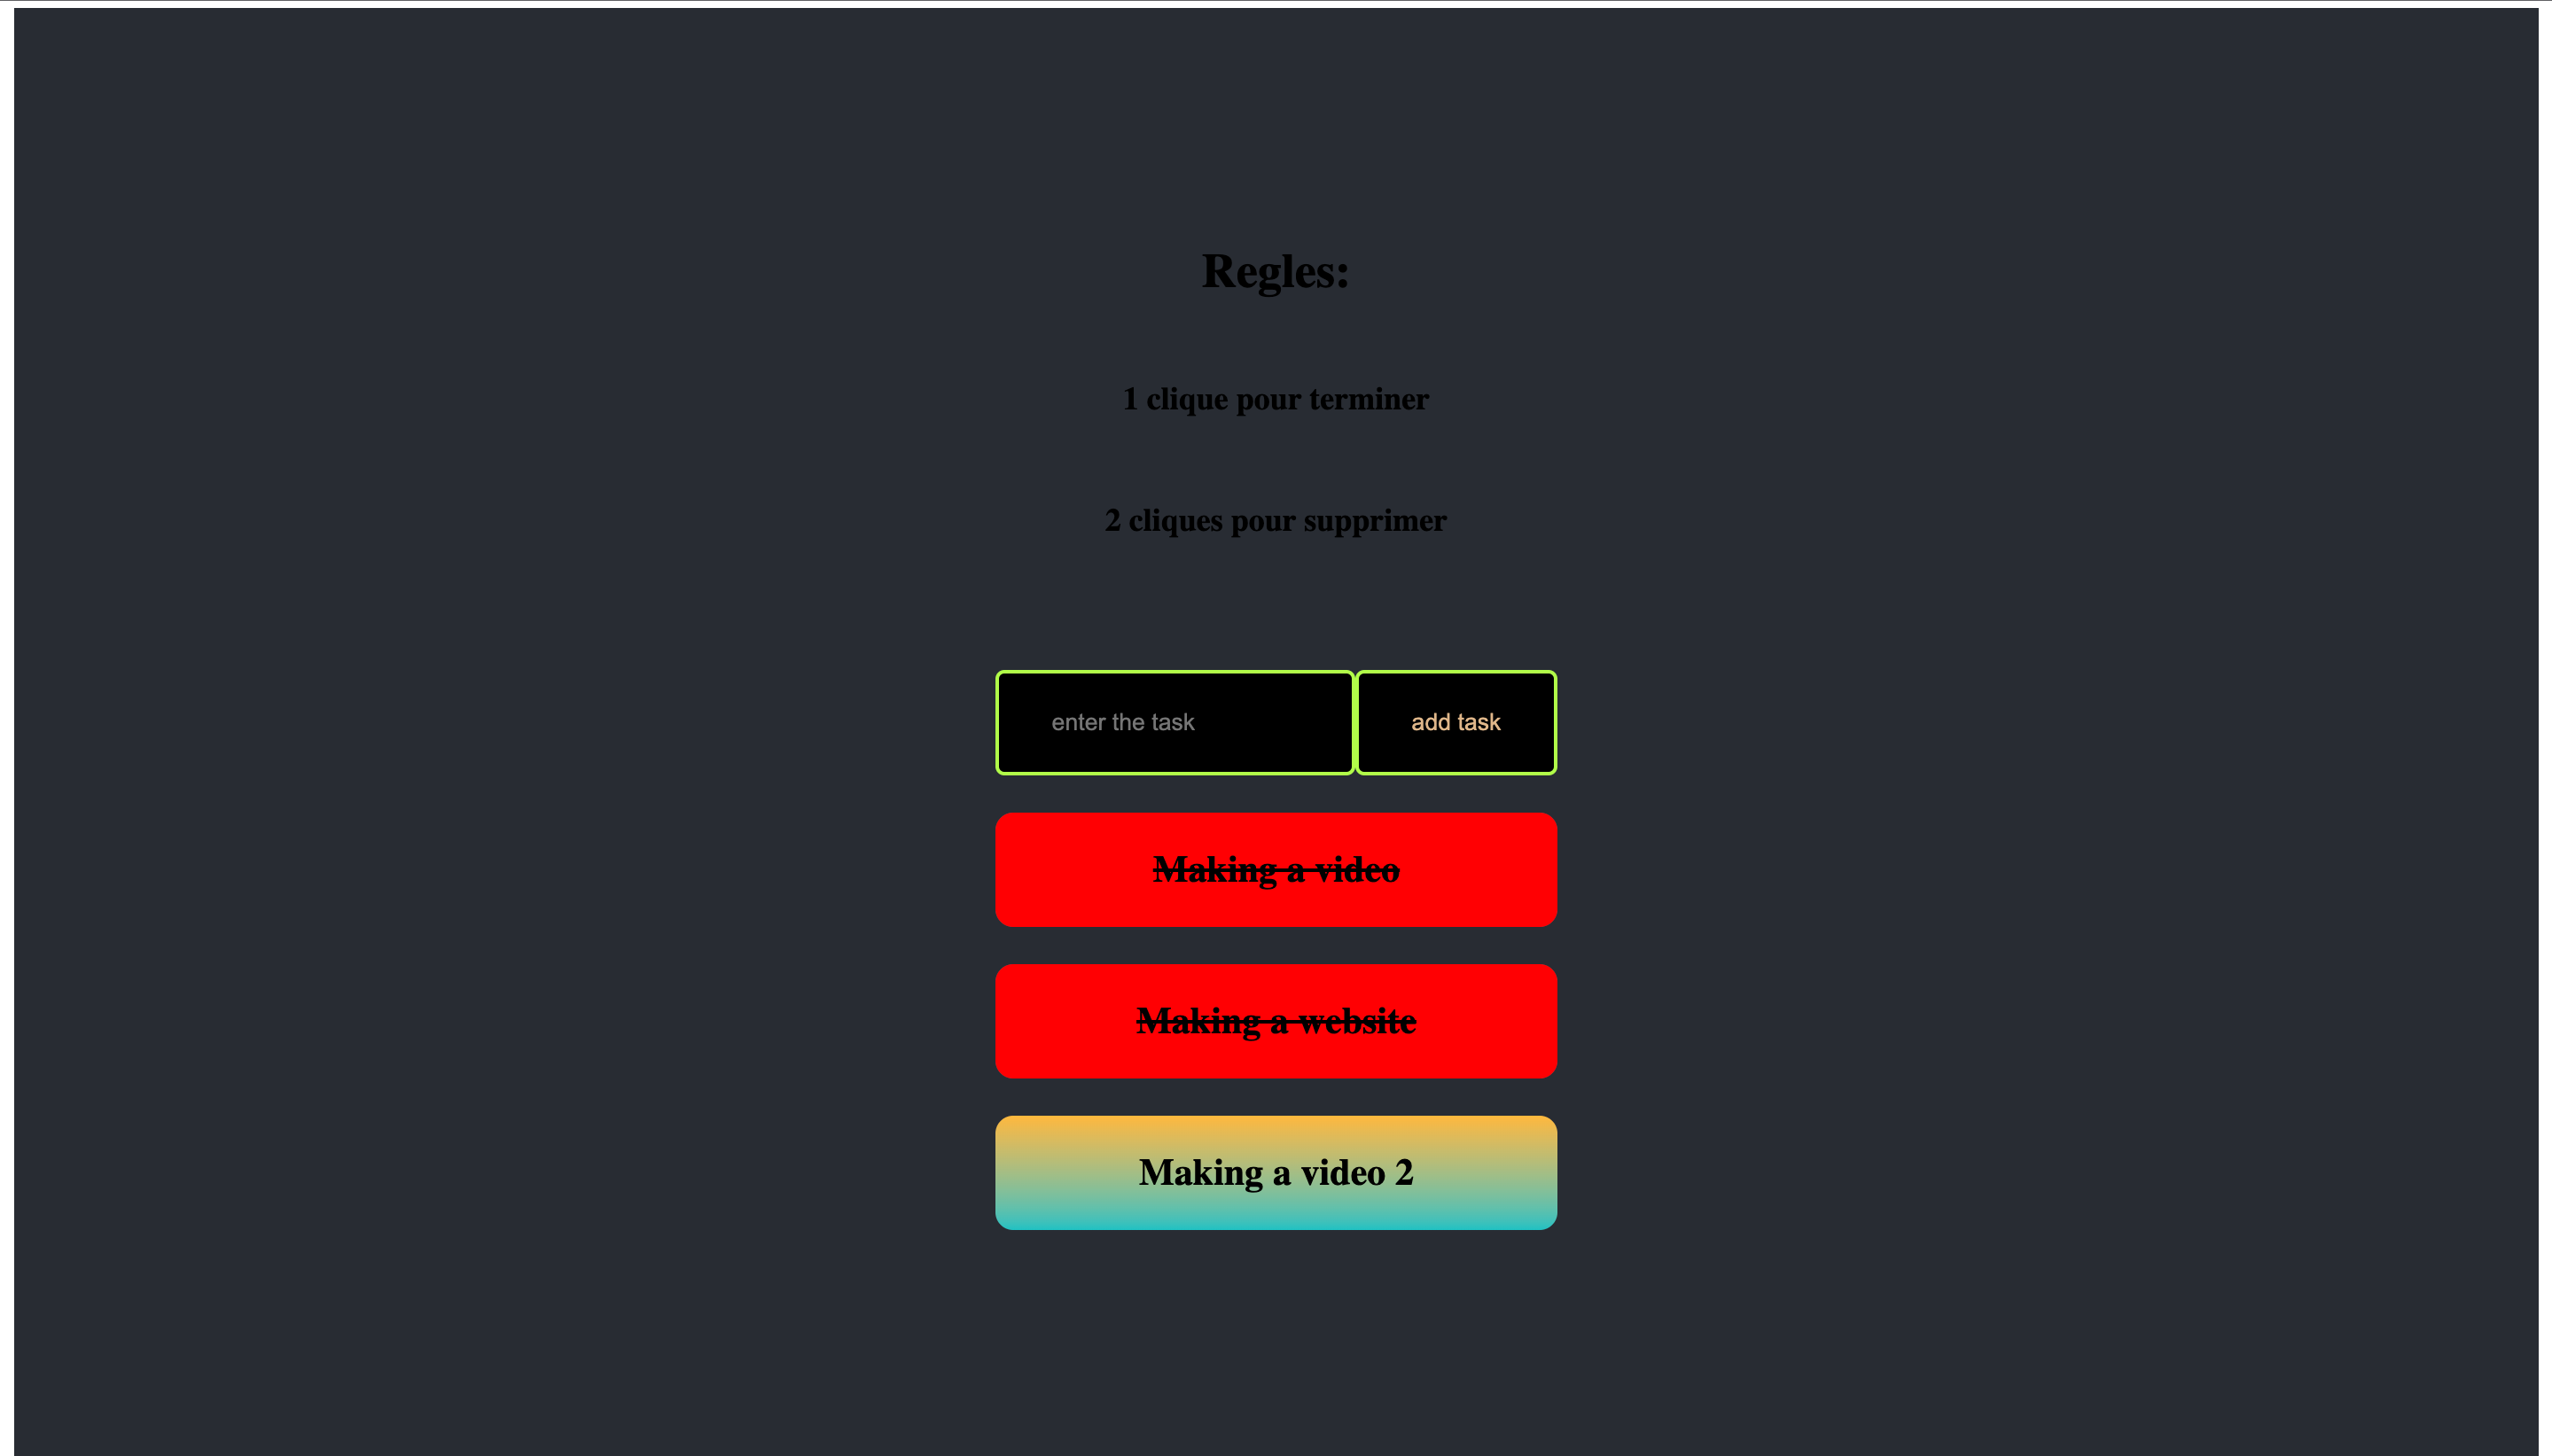 Regles:
1 clique pour terminer
2 cliques pour supprimer
enter the task
add task
Making a video
Making a website
Making a video 2